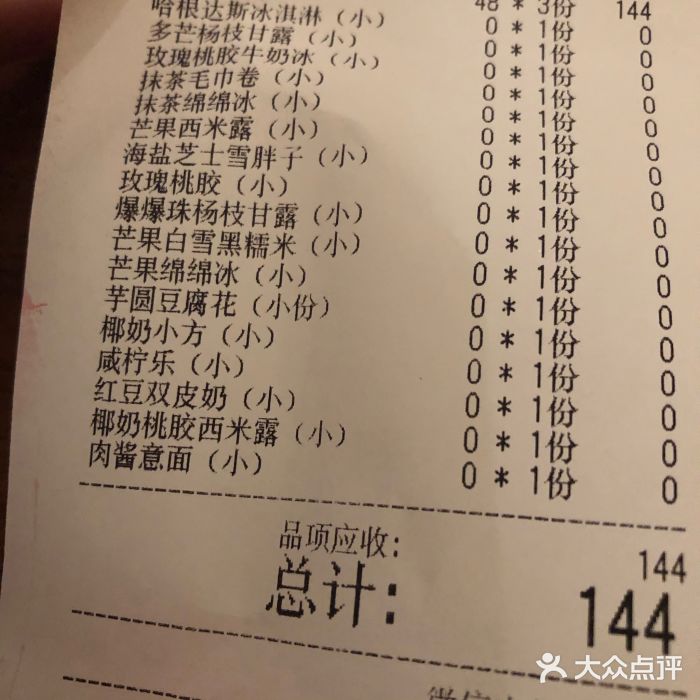 哈根达斯冰淇淋（小） 48 * 3份 144
多芒杨枝甘露（小） 0 * 1份 0
玫瑰桃胶牛奶冰（小） 0 * 1份 0
抹茶毛巾卷（小） 0 * 1份 0
抹茶绵绵冰（小） 0 * 1份 0
芒果西米露（小） 0 * 1份 0
海盐芝士雪胖子（小） 0 * 1份 0
玫瑰桃胶（小） 0 * 1份 0
爆爆珠杨枝甘露（小） 0 * 1份 0
芒果白雪黑糯米（小） 0 * 1份 0
芒果绵绵冰（小） 0 * 1份 0
芋圆豆腐花（小份） 0 * 1份 0
椰奶小方（小） 0 * 1份 0
咸柠乐（小） 0 * 1份 0
红豆双皮奶（小） 0 * 1份 0
椰奶桃胶西米露（小） 0 * 1份 0
肉酱意面（小） 0 * 1份 0
品项应收: 144
总计: 144
大众点评